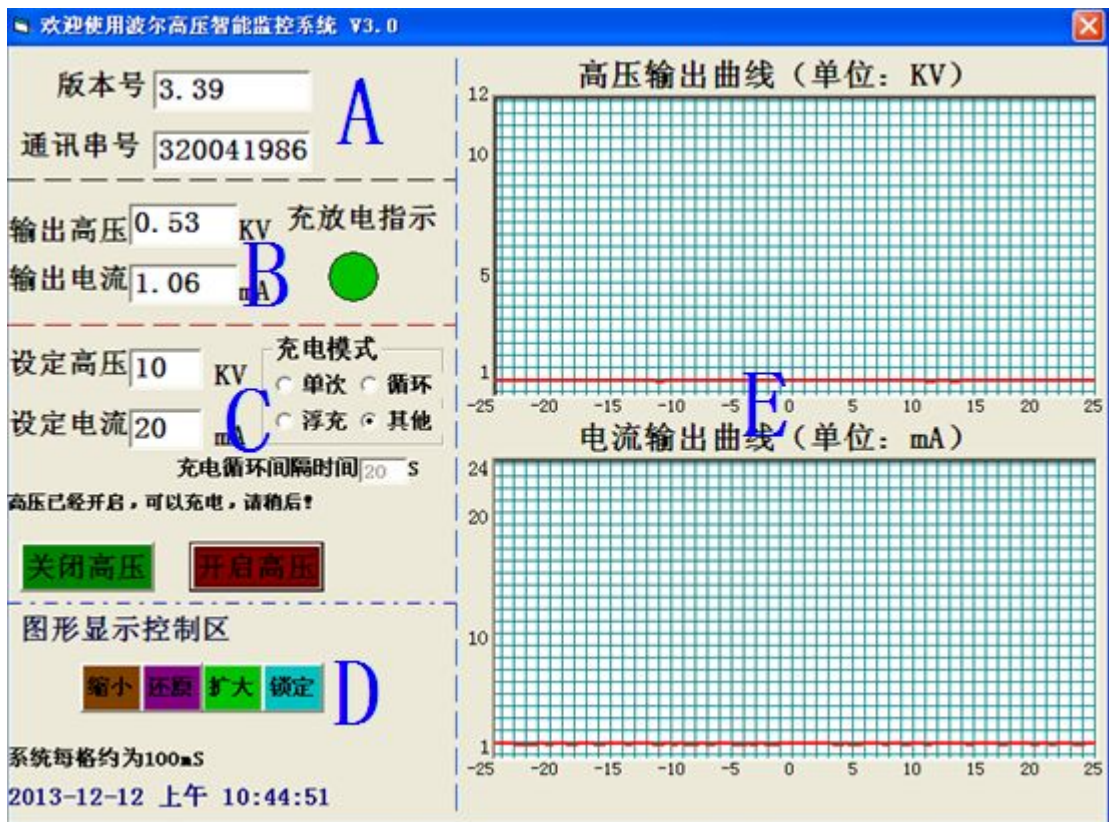 欢迎使用波尔高压智能监控系统 V3.0
版本号 3.39
A
通讯串号 320041986
输出高压 0.53 KV 充放电指示
B
输出电流 1.06 mA
设定高压 10 KV 充电模式
单次 循环
C
设定电流 20 mA 浮充 其他
充电循环间隔时间 20 S
高压已经开启，可以充电，请稍后！
关闭高压 开启高压
图形显示控制区
缩小 还原 扩大 锁定
D
系统每格约为100mS
2013-12-12 上午 10:44:51
高压输出曲线（单位：KV）
12
10
5
1
-25 -20 -15 -10 -5 0 5 10 15 20 25
E
电流输出曲线（单位：mA）
24
20
10
1
-25 -20 -15 -10 -5 0 5 10 15 20 25